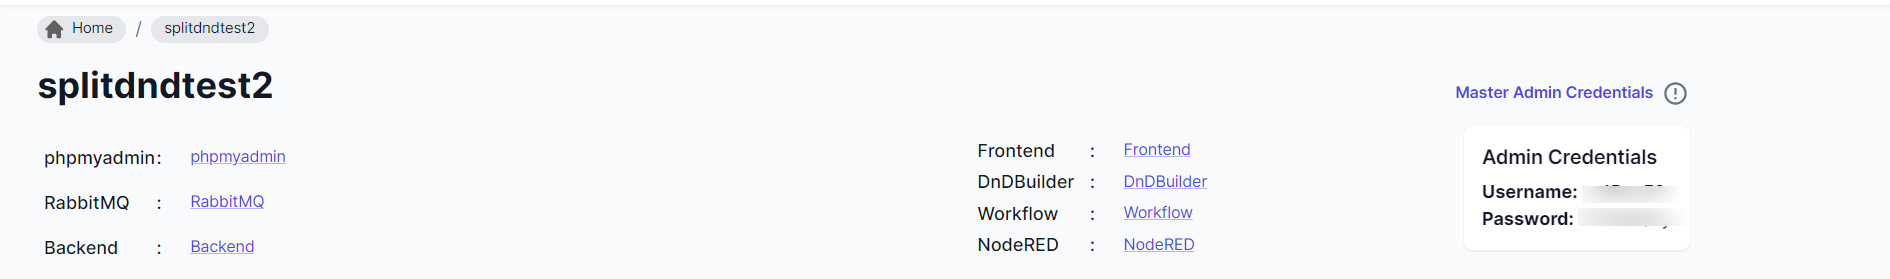 Home / splitdndtest2
splitdndtest2
Master Admin Credentials
phpmyadmin : phpmyadmin
RabbitMQ : RabbitMQ
Backend : Backend
Frontend : Frontend
DnDBuilder : DnDBuilder
Workflow : Workflow
NodeRED : NodeRED
Admin Credentials
Username:
Password: